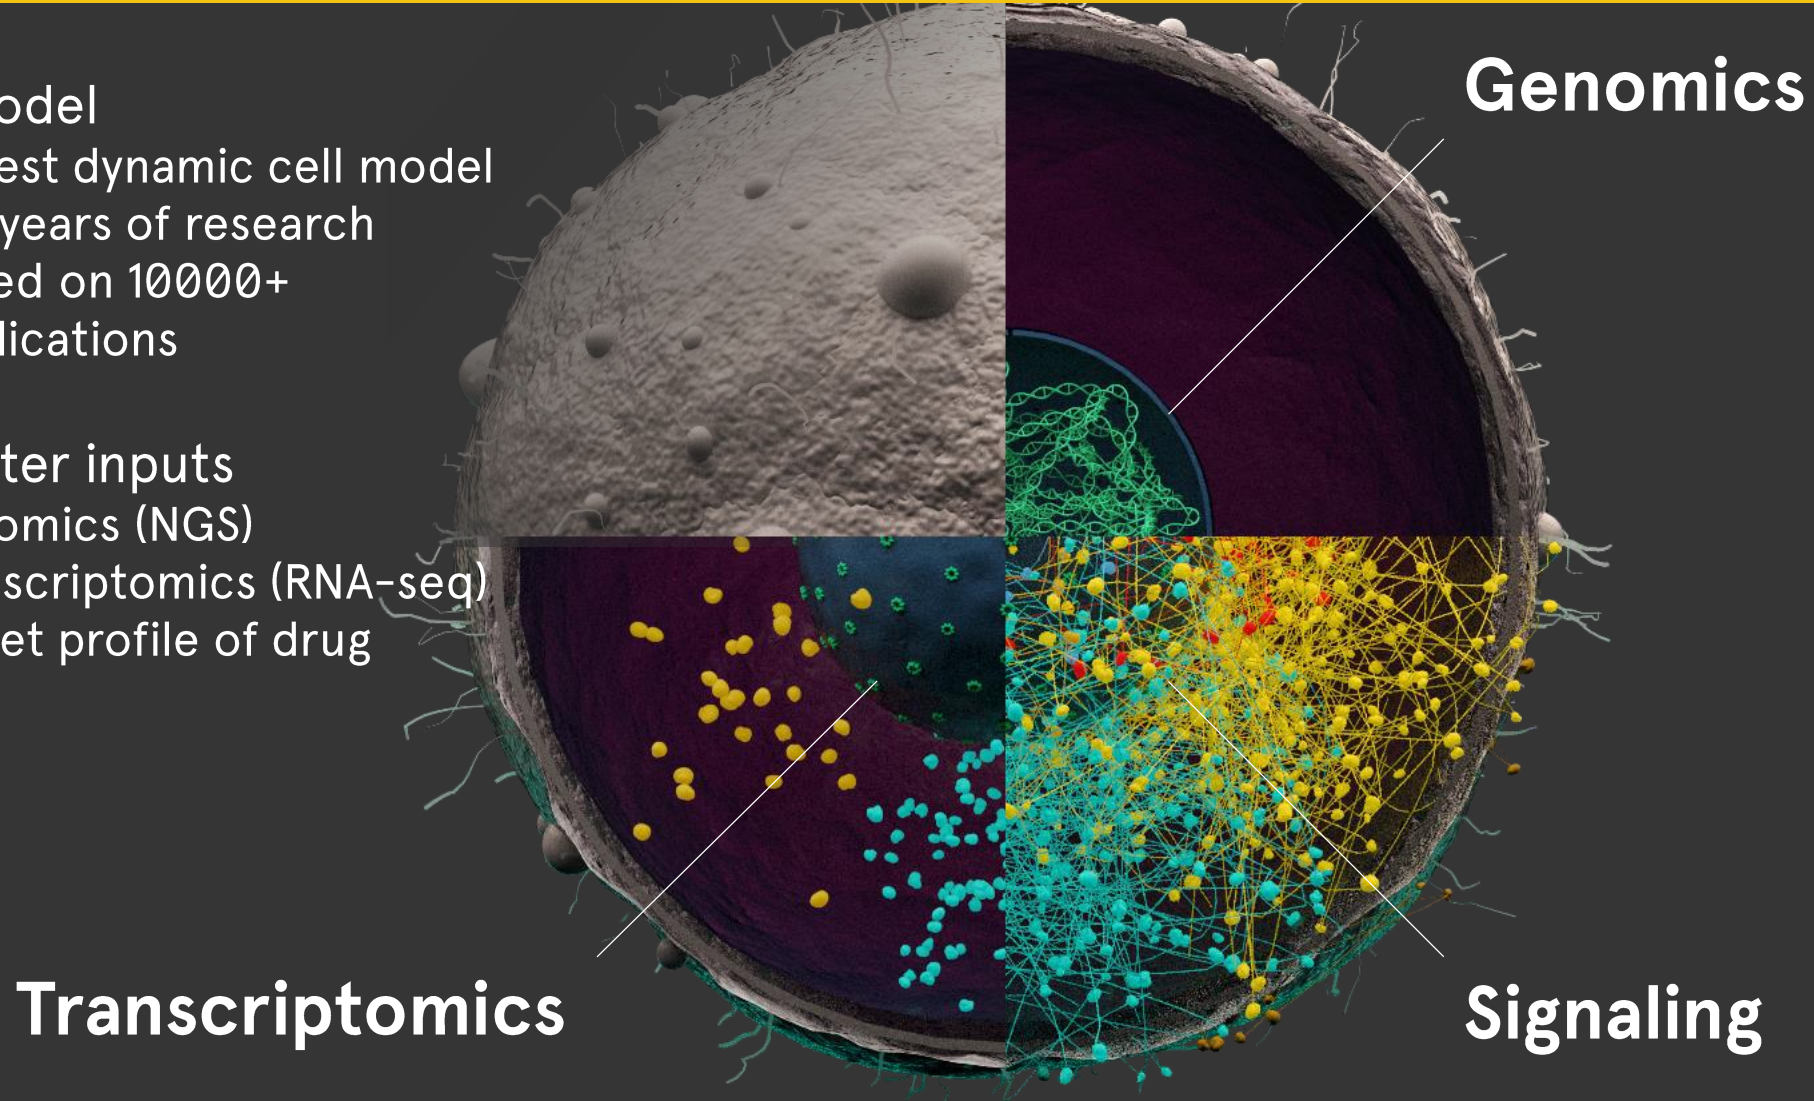 odel
est dynamic cell model
years of research
ed on 10000+
lications
ter inputs
omics (NGS)
nscriptomics (RNA-seq)
et profile of drug
Genomics
Transcriptomics
Signaling